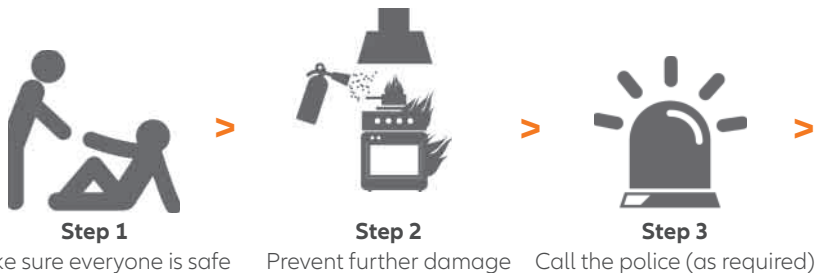 > > >
Step 1 Step 2 Step 3
ke sure everyone is safe Prevent further damage Call the police (as required)